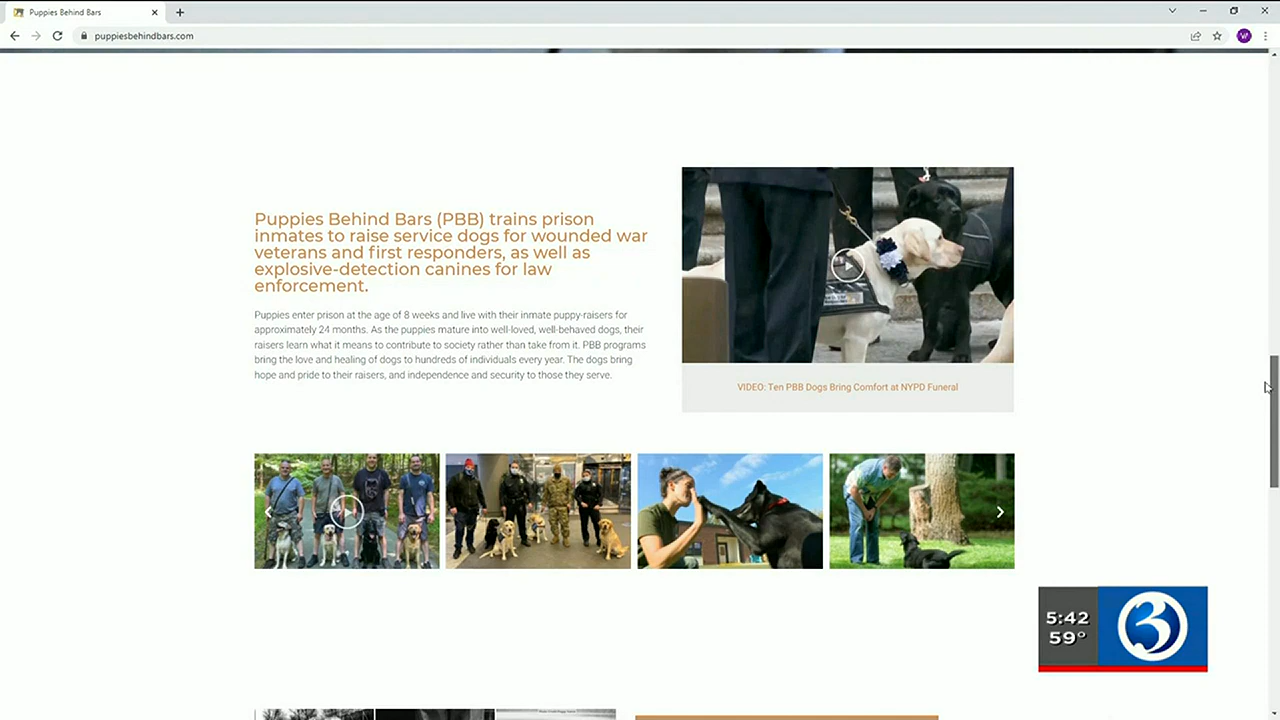 Puppies Behind Bars
puppiesbehindbars.com
Puppies Behind Bars (PBB) trains prison
inmates to raise service dogs for wounded war
veterans and first responders, as well as
explosive-detection canines for law
enforcement.
Puppies enter prison at the age of 8 weeks and live with their inmate puppy-raisers for
approximately 24 months. As the puppies mature into well-loved, well-behaved dogs, their
raisers learn what it means to contribute to society rather than take from it. PBB programs
bring the love and healing of dogs to hundreds of individuals every year. The dogs bring
hope and pride to their raisers, and independence and security to those they serve.
VIDEO: Ten PBB Dogs Bring Comfort at NYPD Funeral
5:42
59°
3